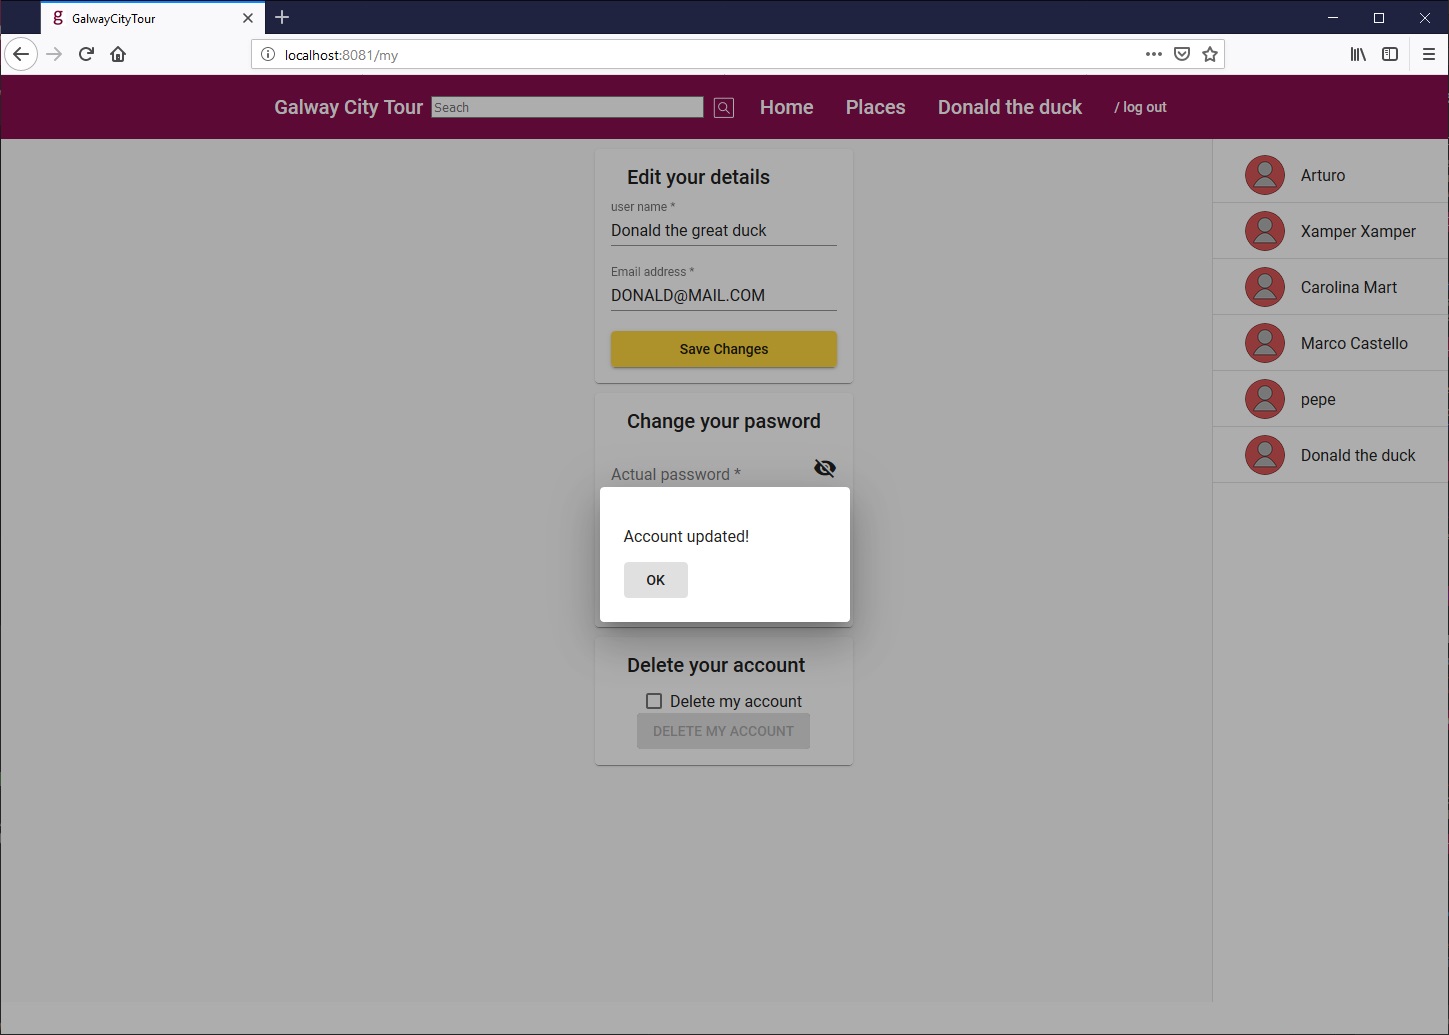 GalwayCityTour
localhost:8081/my
Galway City Tour Seach Home Places Donald the duck / log out
Edit your details
user name *
Donald the great duck
Email address *
DONALD@MAIL.COM
Save Changes
Change your pasword
Actual password *
Account updated!
OK
Delete your account
Delete my account
DELETE MY ACCOUNT
Arturo
Xamper Xamper
Carolina Mart
Marco Castello
pepe
Donald the duck